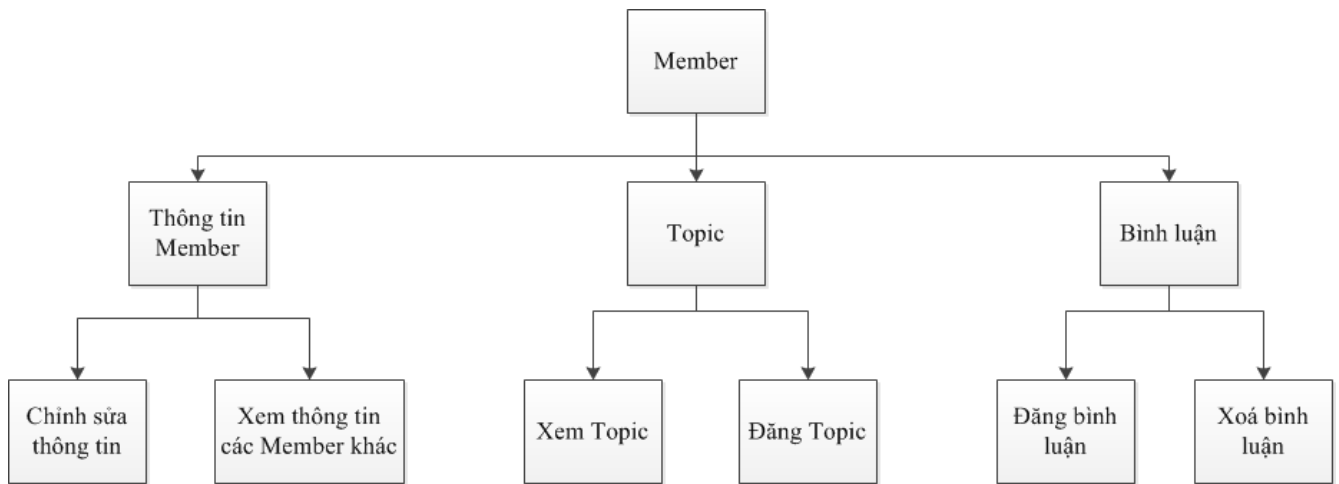 Member
Thông tin
Member
Topic
Bình luận
Chỉnh sửa
thông tin
Xem thông tin
các Member khác
Xem Topic
Đăng Topic
Đăng bình
luận
Xoá bình
luận